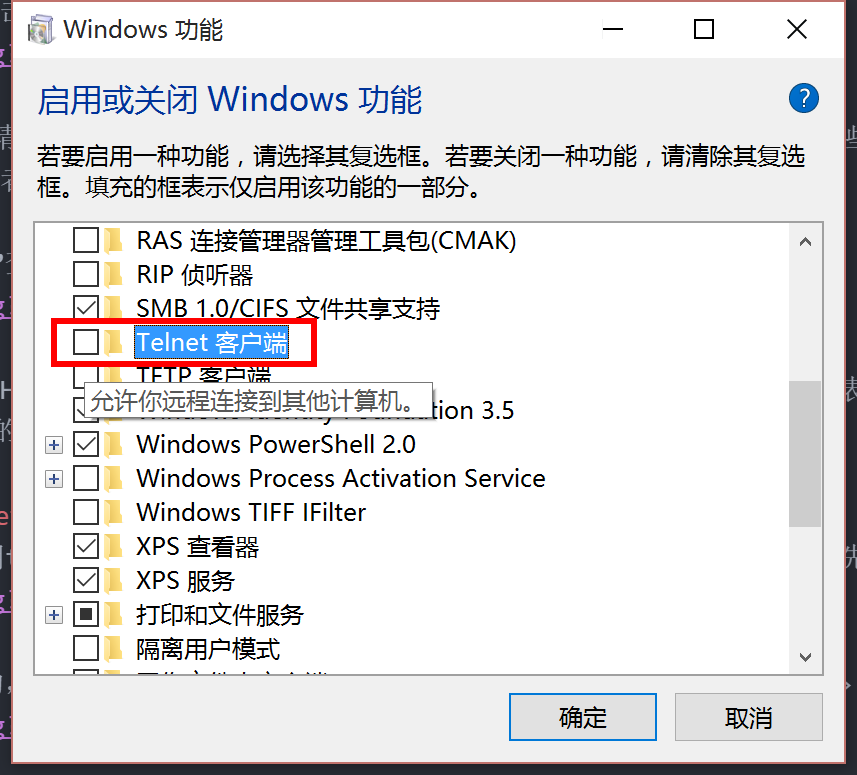 Windows 功能
启用或关闭 Windows 功能
若要启用一种功能，请选择其复选框。若要关闭一种功能，请清除其复选
框。填充的框表示仅启用该功能的一部分。
RAS 连接管理器管理工具包(CMAK)
RIP 侦听器
SMB 1.0/CIFS 文件共享支持
Telnet 客户端
TFTP 客户端
允许你远程连接到其他计算机。
3.5
Windows PowerShell 2.0
Windows Process Activation Service
Windows TIFF IFilter
XPS 查看器
XPS 服务
打印和文件服务
隔离用户模式
确定
取消